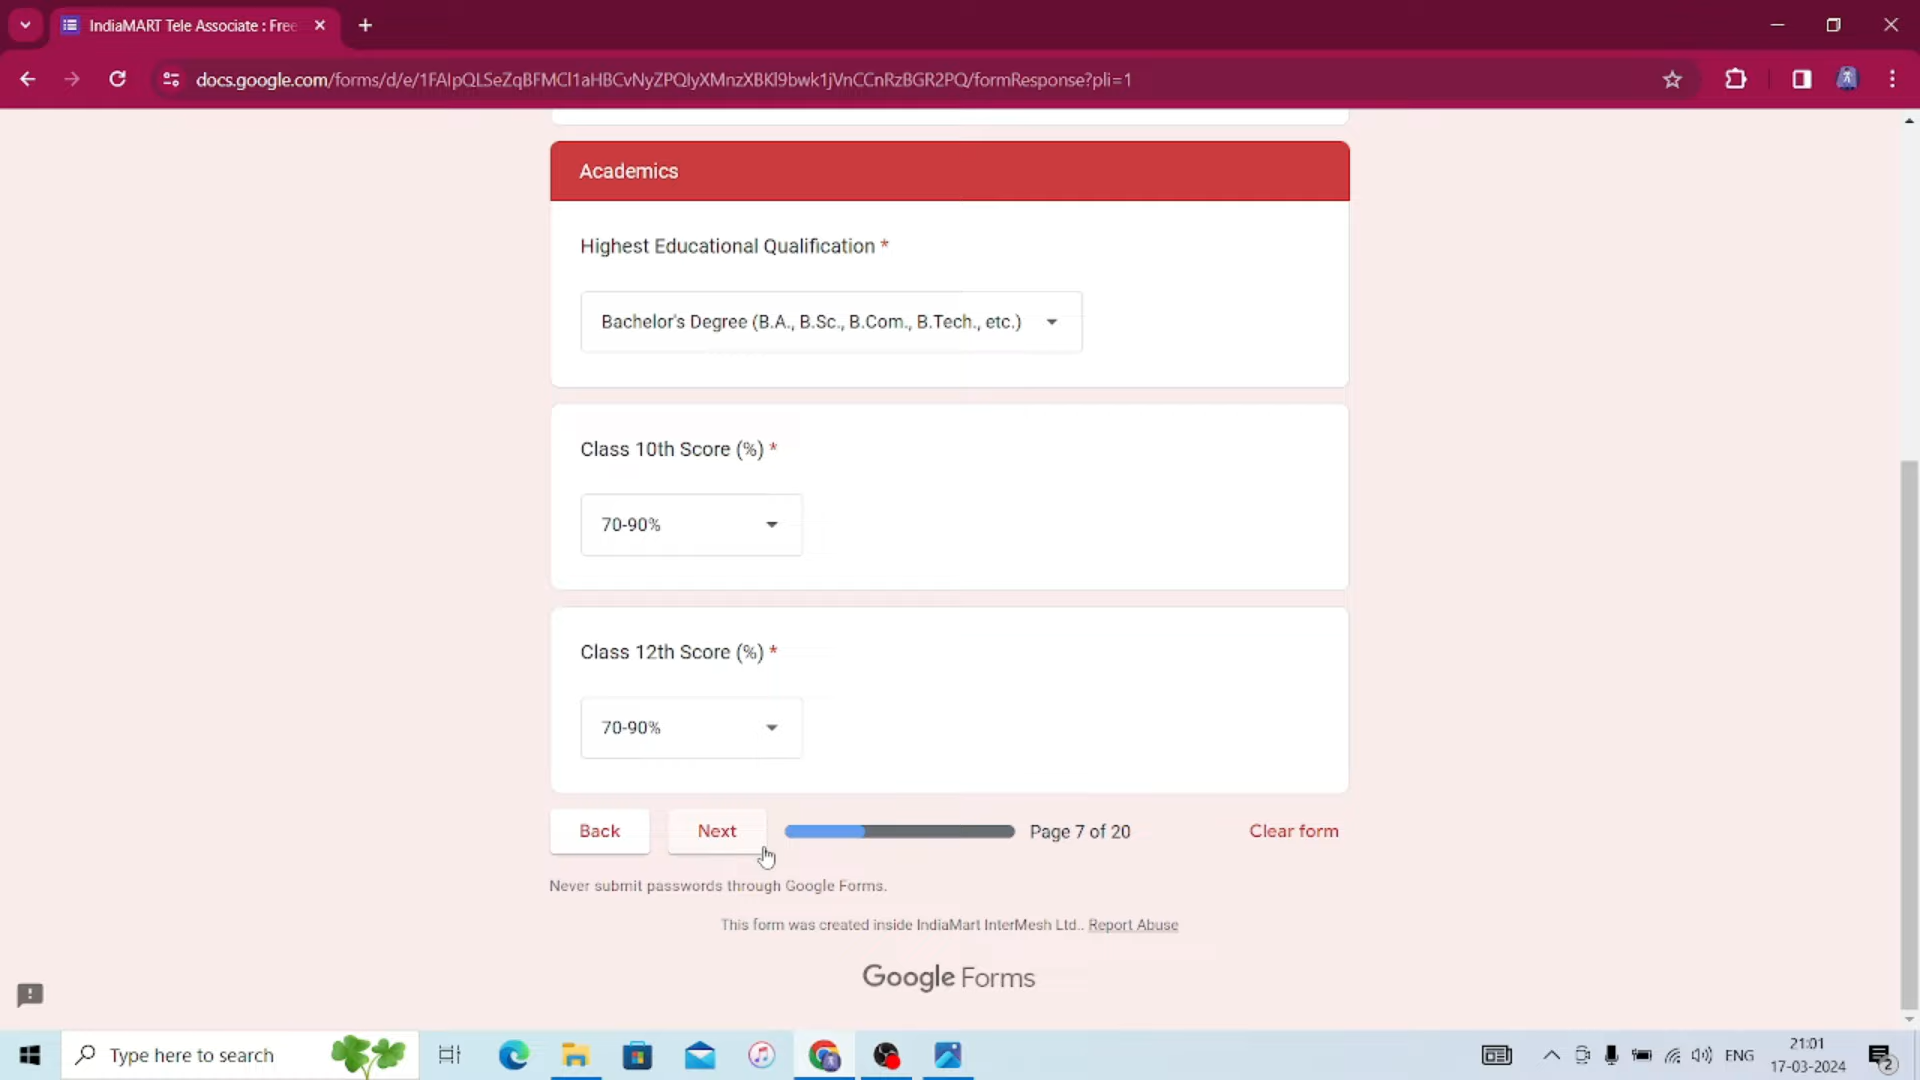 IndiaMART Tele Associate : Free
docs.google.com/forms/d/e/1FAIpQLSeZqBFMCl1aHBCvNyZPQIyXMnzXBKl9bwk1jVnCCnRzBGR2PQ/formResponse?pli=1
Academics
Highest Educational Qualification *
Bachelor's Degree (B.A., B.Sc., B.Com., B.Tech., etc.)
Class 10th Score (%) *
70-90%
Class 12th Score (%) *
70-90%
Back Next Page 7 of 20 Clear form
Never submit passwords through Google Forms.
This form was created inside IndiaMart InterMesh Ltd.. Report Abuse
Google Forms
Type here to search
ENG
21:01
17-03-2024
2